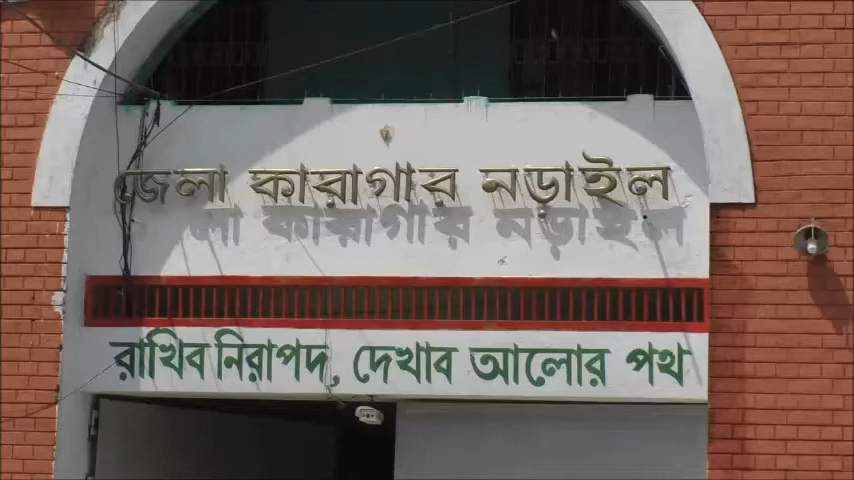 জেলা কারাগার নড়াইল
রাখিব নিরাপদ, দেখাব আলোর পথ